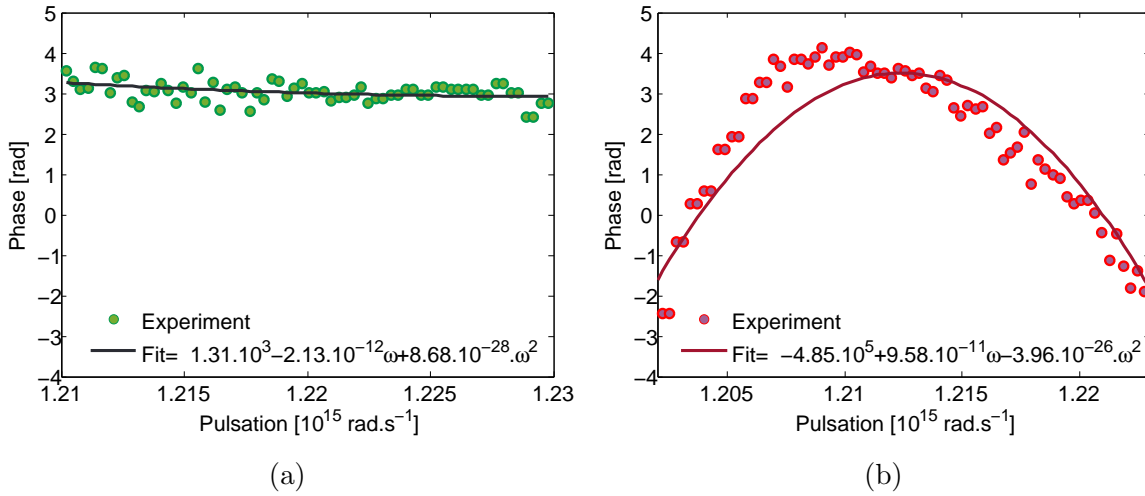 5
4
3
2
1
0
−1
−2
−3
−4
Phase [rad]
Experiment
Fit= 1.31.10³−2.13.10⁻¹²ω+8.68.10⁻²⁸.ω²
1.21 1.215 1.22 1.225 1.23
Pulsation [10¹⁵ rad.s⁻¹]
(a)
5
4
3
2
1
0
−1
−2
−3
−4
Phase [rad]
Experiment
Fit= −4.85.10⁵+9.58.10⁻¹¹ω−3.96.10⁻²⁶.ω²
1.205 1.21 1.215 1.22
Pulsation [10¹⁵ rad.s⁻¹]
(b)